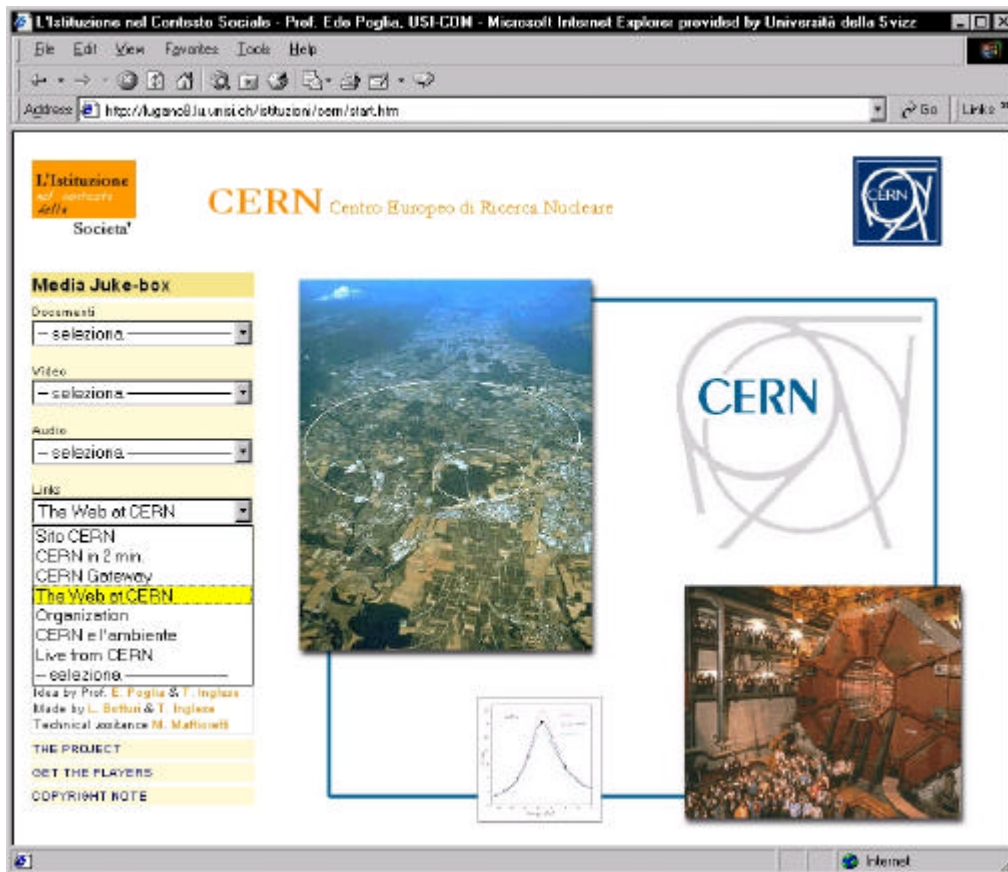 L'Istituzione nel Contesto Sociale - Prof. Edo Poglia, USI-COM - Microsoft Internet Explorer provided by Università della Svizz
File Edit View Favorites Tools Help
Address http://lugano8.lu.unisi.ch/istituzioni/cern/start.htm Go Links »
L'Istituzione
nel contesto
della
Societa'
CERN Centro Europeo di Ricerca Nucleare
CERN
Media Juke-box
Documenti
-- seleziona
Video
-- seleziona
Audio
-- seleziona
Links
The Web at CERN
Sito CERN
CERN in 2 min.
CERN Gateway
The Web at CERN
Organization
CERN e l'ambiente
Live from CERN
-- seleziona
Idea by Prof. E. Poglia & T. Inglese
Made by L. Botturi & T. Inglese
Technical assitance M.
THE PROJECT
GET THE PLAYERS
COPYRIGHT NOTE
CERN
Internet